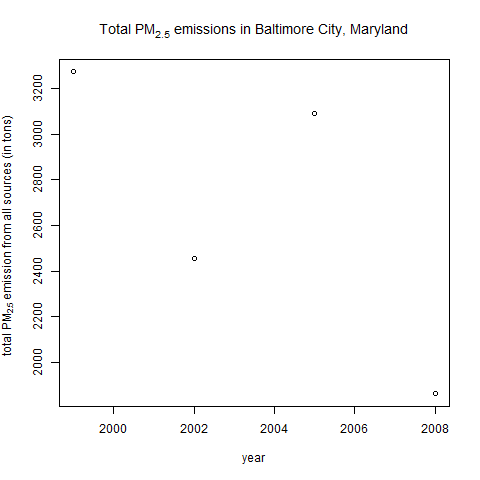 Total PM2.5 emissions in Baltimore City, Maryland
total PM2.5 emission from all sources (in tons)
3200
3000
2800
2600
2400
2200
2000
2000 2002 2004 2006 2008
year